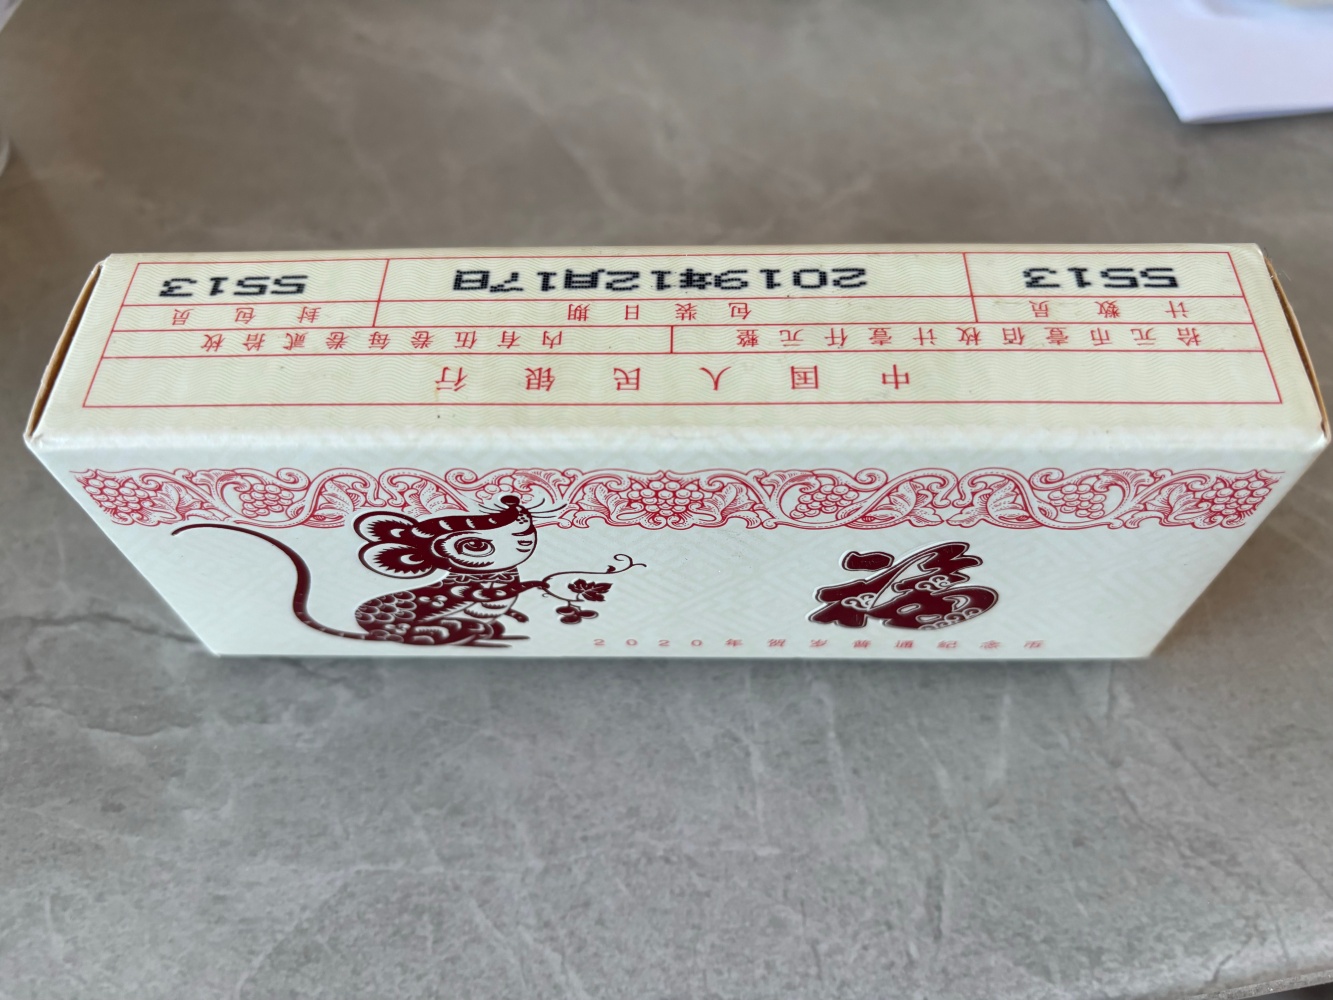 中国人民银行
拾元币壹佰枚计壹仟元整 内有伍卷每卷贰拾枚
计数员 包装日期 封包员
5513 2019年12月17日 5513
福
2020年贺岁普通纪念币